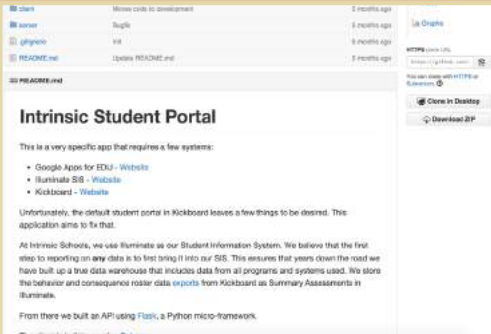 client Moves code to development 5 months ago
server Bugfix 5 months ago
.gitignore Init 5 months ago
README.md Update README.md 5 months ago
README.md
Intrinsic Student Portal
This is a very specific app that requires a few systems:
• Google Apps for EDU - Website
• Illuminate SIS - Website
• Kickboard - Website
Unfortunately, the default student portal in Kickboard leaves a few things to be desired. This
application aims to fix that.
At Intrinsic Schools, we use Illuminate as our Student Information System. We believe that the first
step to reporting on any data is to first bring it into our SIS. This ensures that years down the road we
have built up a true data warehouse that includes data from all programs and systems used. We store
the behavior and consequence roster data exports from Kickboard as Summary Assessments in
Illuminate.
From there we built an API using Flask, a Python micro-framework.
Graphs
HTTPS clone URL
You can clone with HTTPS or
Subversion.
Clone in Desktop
Download ZIP